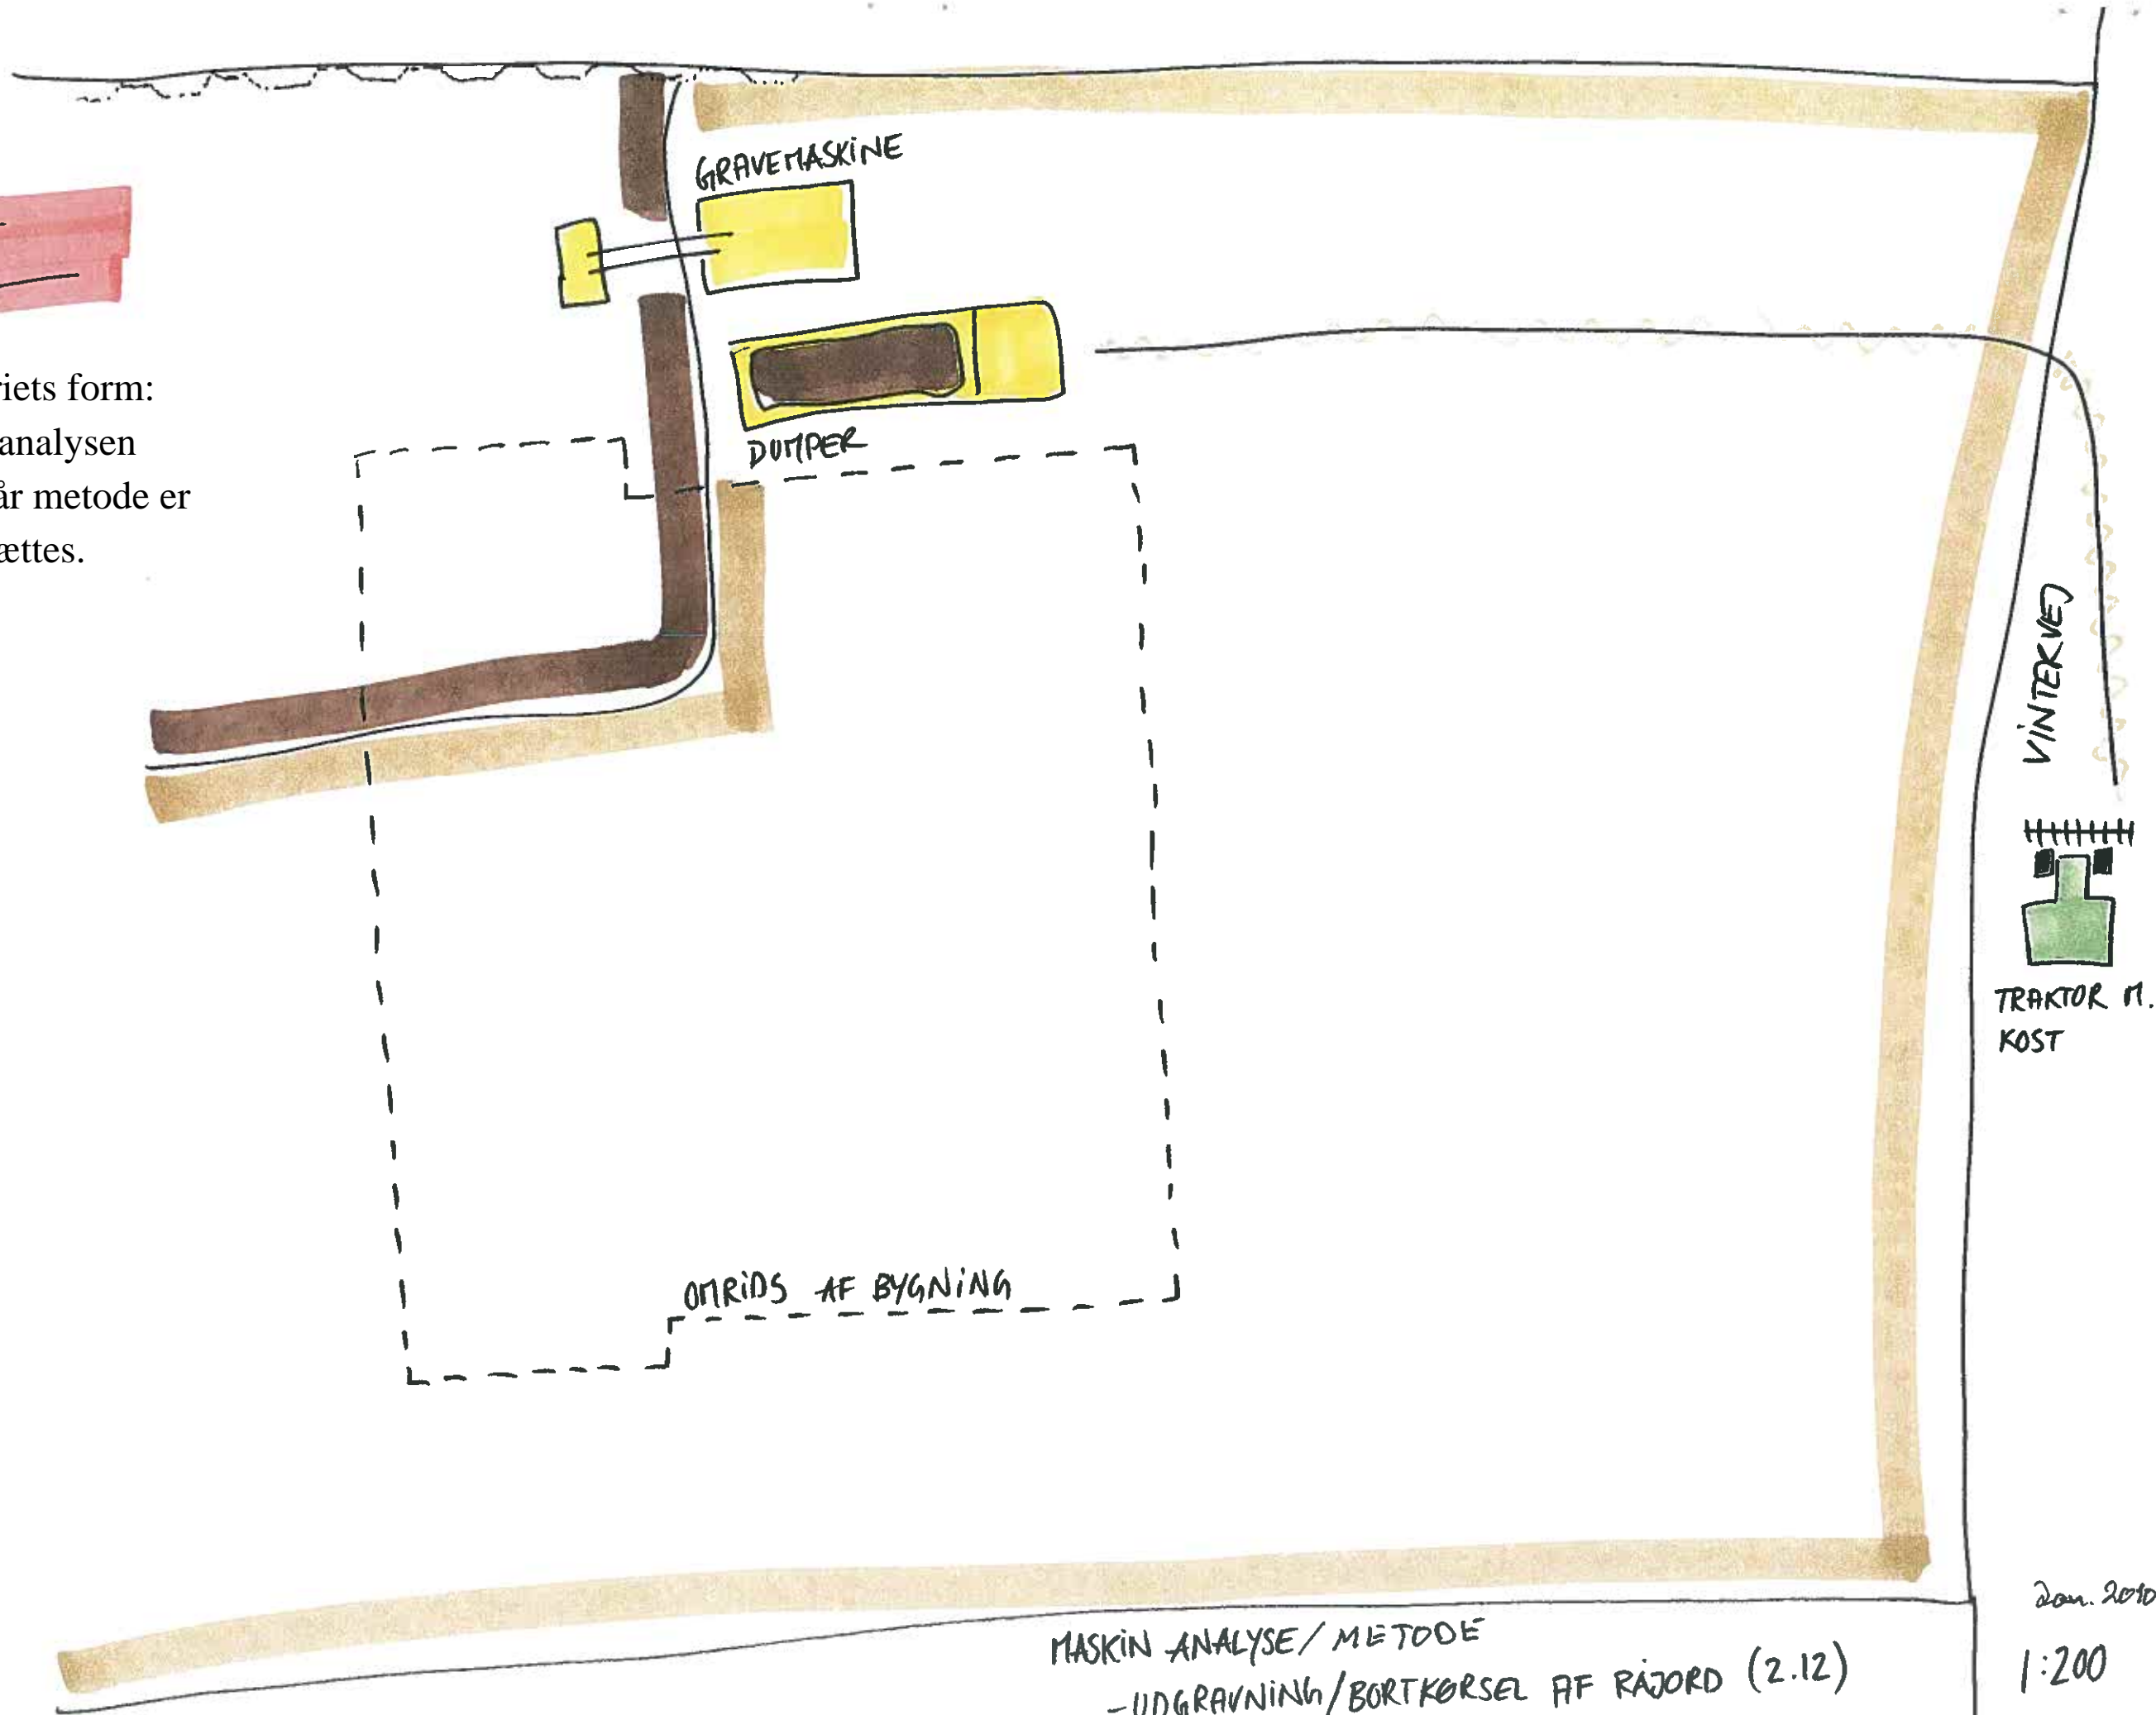 GRAVEMASKINE
riets form:
analysen
år metode er
ættes.
DUMPER
VINTERVEJ
TRAKTOR M.
KOST
OMRIDS AF BYGNING
Jan. 2010
MASKIN ANALYSE/METODE
-UDGRAVNING/BORTKØRSEL AF RÅJORD (2.12)
1:200